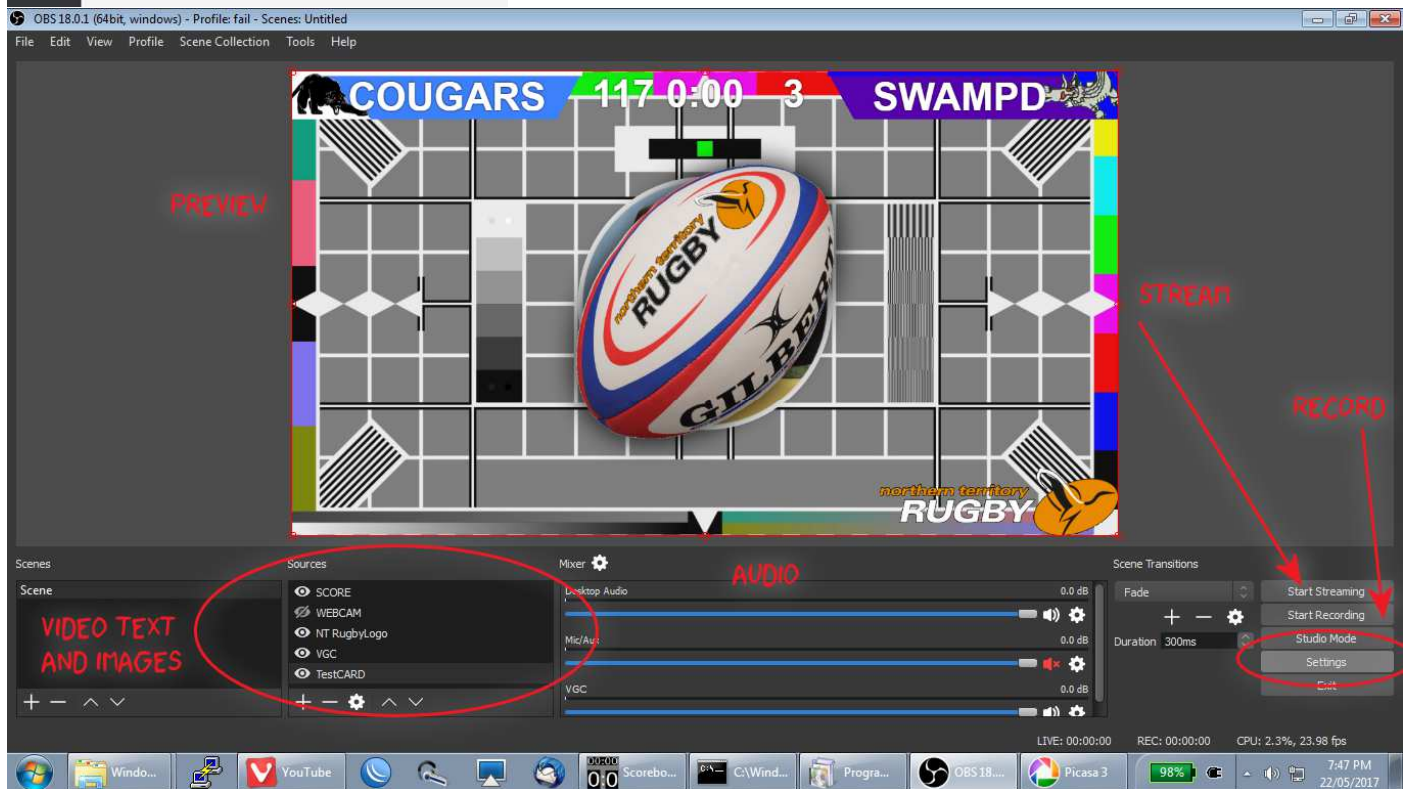 OBS 18.0.1 (64bit, windows) - Profile: fail - Scenes: Untitled
File Edit View Profile Scene Collection Tools Help
COUGARS 117 0:00 3 SWAMPD
PREVIEW
northern territory
RUGBY
GILBERT
STREAM
RECORD
northern territory
RUGBY
Scenes
Scene
VIDEO TEXT
AND IMAGES
Sources
SCORE
WEBCAM
NT RugbyLogo
VGC
TestCARD
Mixer
AUDIO
Desktop Audio 0.0 dB
Mic/Aux 0.0 dB
VGC 0.0 dB
Scene Transitions
Fade
Duration 300ms
Start Streaming
Start Recording
Studio Mode
Settings
Exit
LIVE: 00:00:00 REC: 00:00:00 CPU: 2.3%, 23.98 fps
Windo... YouTube 00:00 0:0 Scorebo... C:\Wind... Progra... OBS 18.... Picasa 3 98% 7:47 PM
22/05/2017